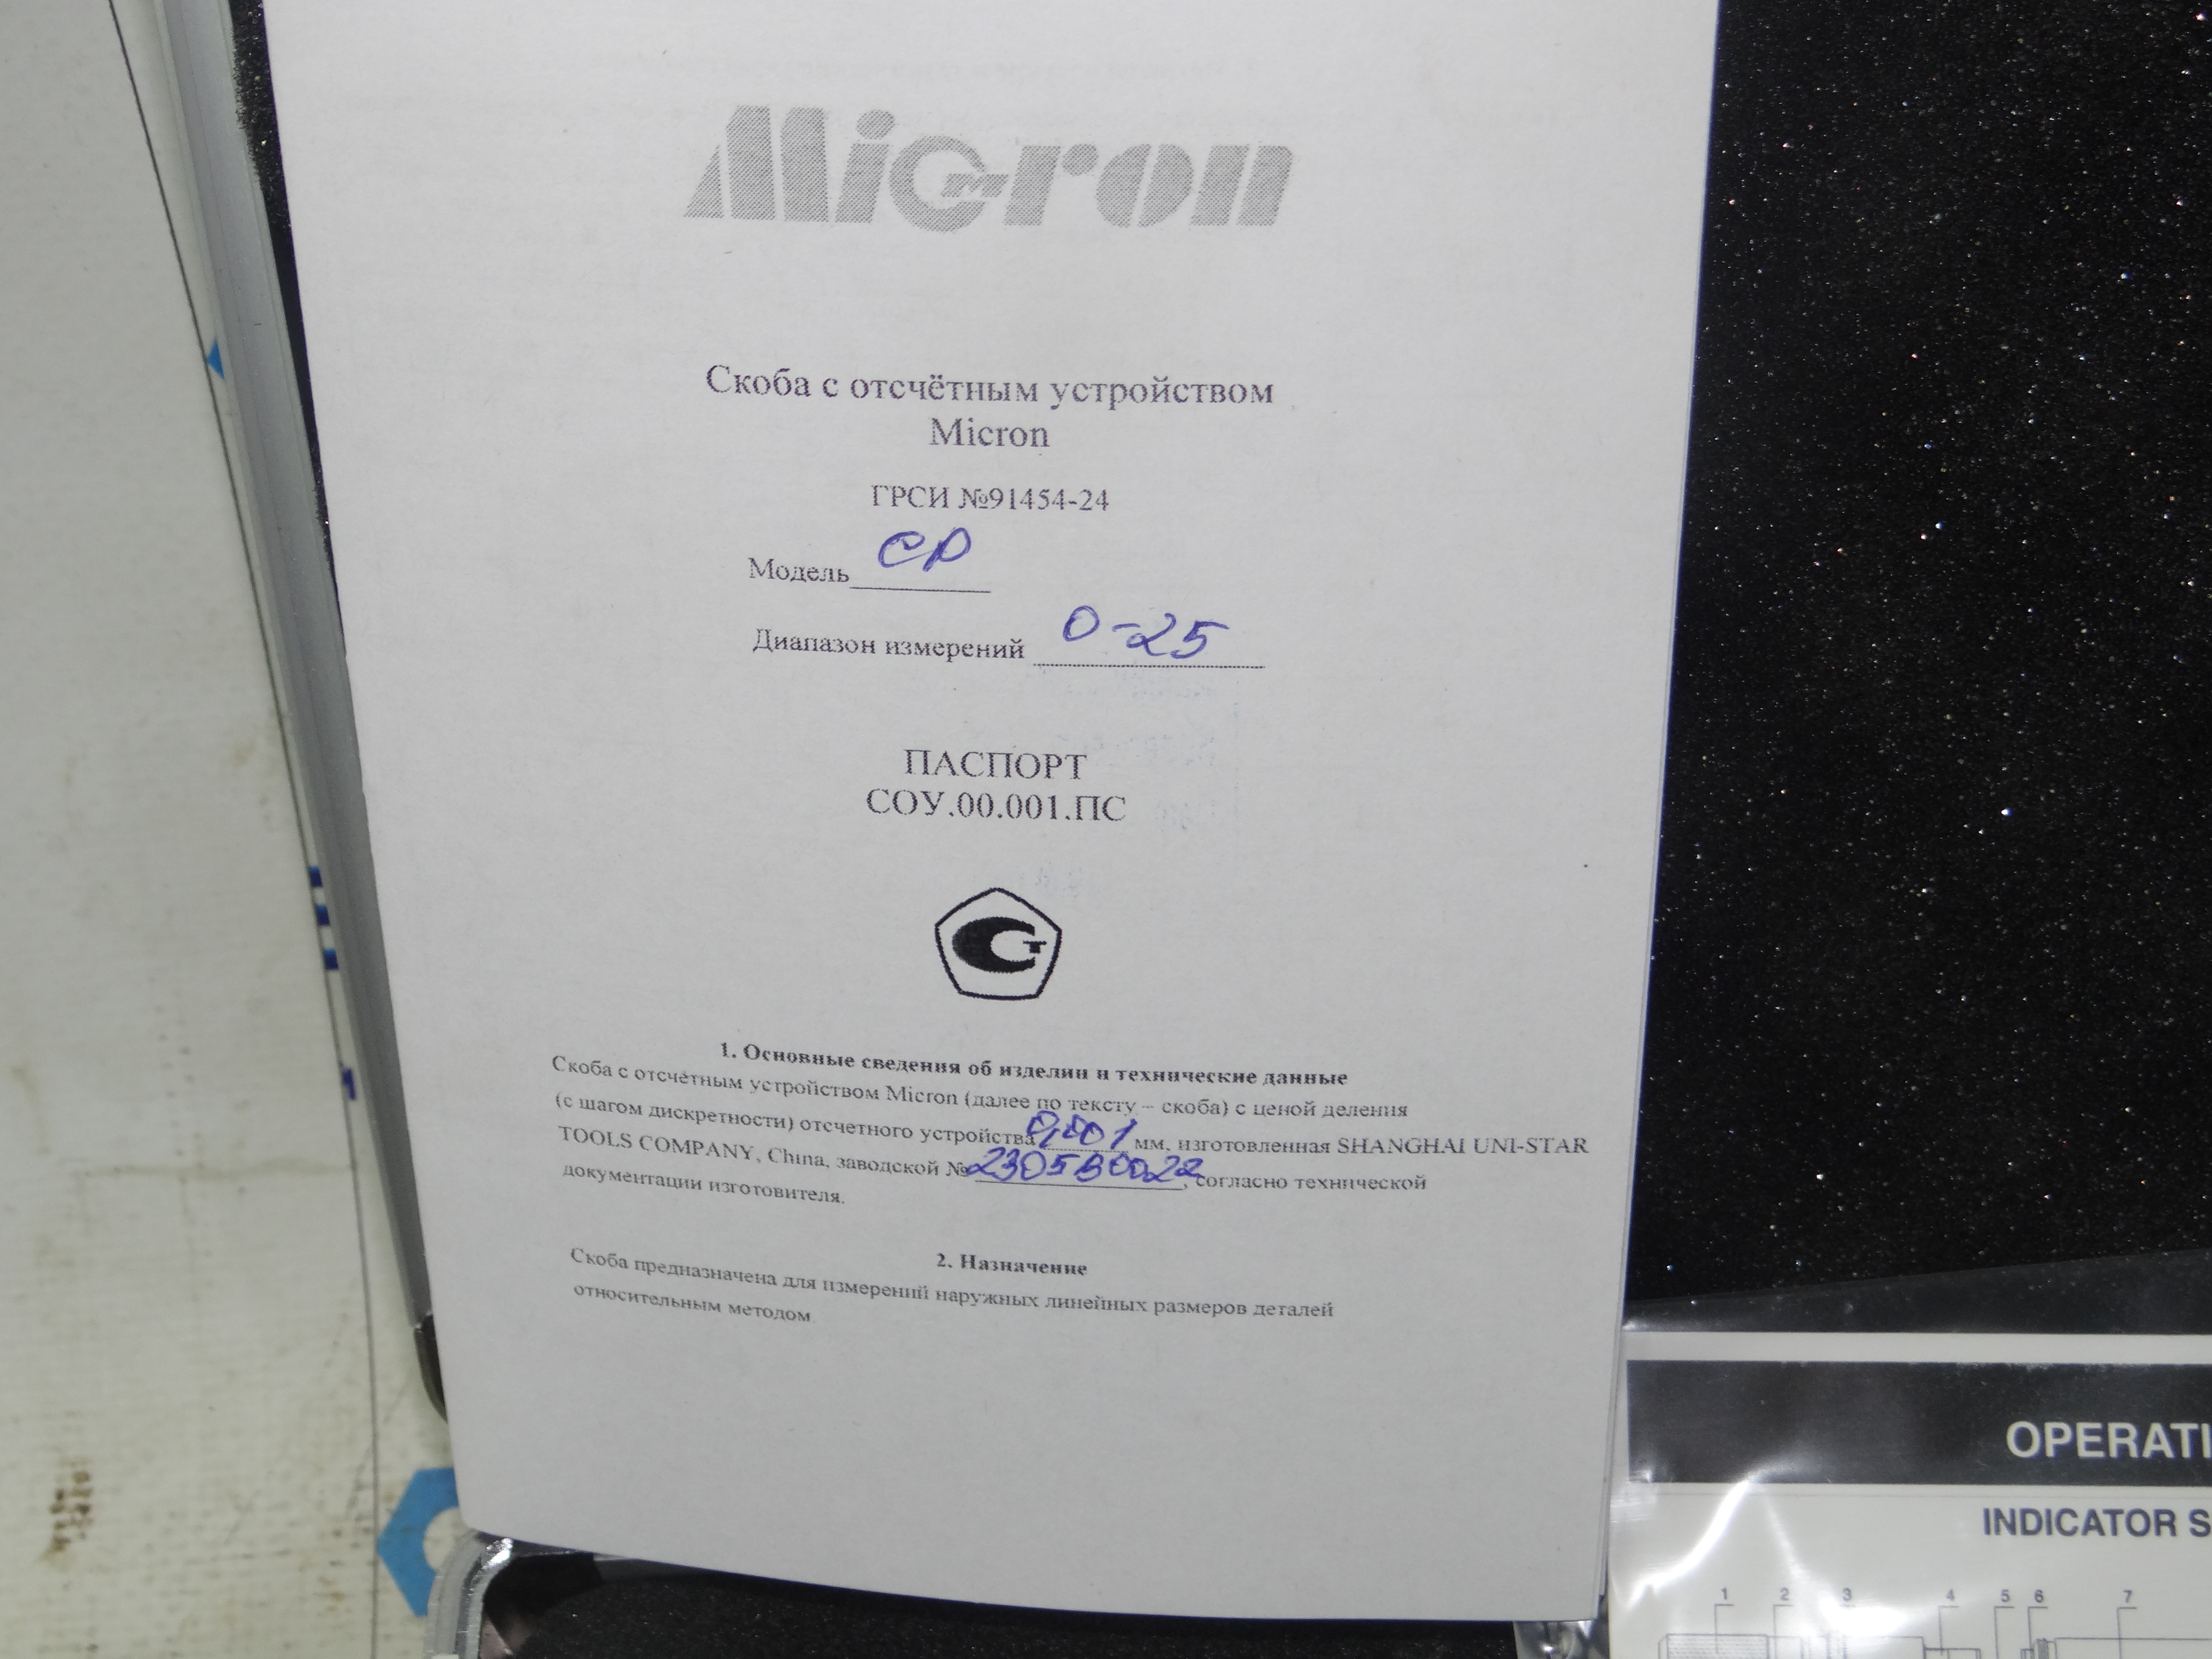 Micron
Скоба с отсчётным устройством
Micron
ГРСИ №91454-24
Модель СР
Диапазон измерений 0-25
ПАСПОРТ
СОУ.00.001.ПС
1. Основные сведения об изделии и технические данные
Скоба с отсчётным устройством Micron (далее по тексту – скоба) с ценой деления
(с шагом дискретности) отсчетного устройства 0,001 мм, изготовленная SHANGHAI UNI-STAR
TOOLS COMPANY, China, заводской № 2305B0022, согласно технической
документации изготовителя.
2. Назначение
Скоба предназначена для измерений наружных линейных размеров деталей
относительным методом
OPERATI
INDICATOR S
1 2 3 4 5 6 7